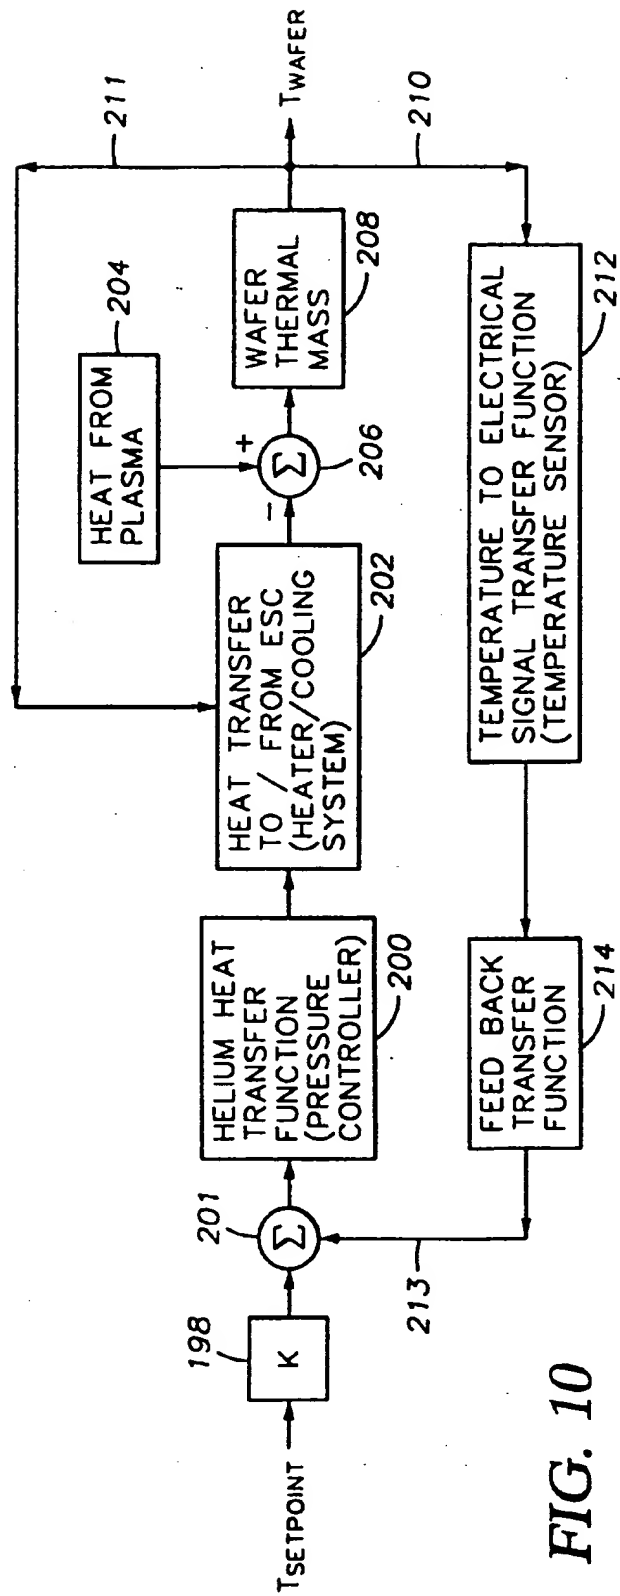 TSETPOINT
198
K
201
Σ
HELIUM HEAT
TRANSFER
FUNCTION
(PRESSURE
CONTROLLER)
200
HEAT TRANSFER
TO / FROM ESC
(HEATER/COOLING
SYSTEM)
202
HEAT FROM
PLASMA
204
+
−
Σ
206
WAFER
THERMAL
MASS
208
211
TWAFER
210
TEMPERATURE TO ELECTRICAL
SIGNAL TRANSFER FUNCTION
(TEMPERATURE SENSOR)
212
FEED BACK
TRANSFER
FUNCTION
214
213
FIG. 10